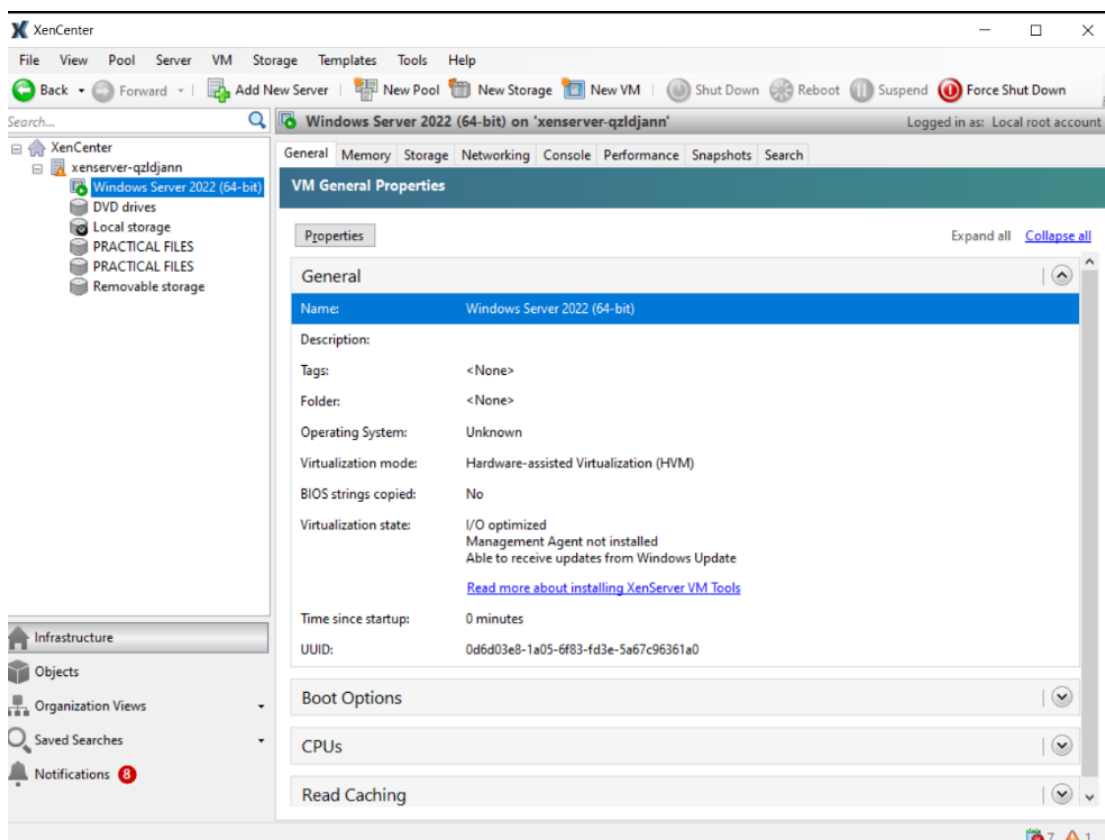 XenCenter
File View Pool Server VM Storage Templates Tools Help
Back Forward Add New Server New Pool New Storage New VM Shut Down Reboot Suspend Force Shut Down
Search...
Windows Server 2022 (64-bit) on 'xenserver-qzldjann' Logged in as: Local root account
XenCenter
xenserver-qzldjann
Windows Server 2022 (64-bit)
DVD drives
Local storage
PRACTICAL FILES
PRACTICAL FILES
Removable storage
General Memory Storage Networking Console Performance Snapshots Search
VM General Properties
Properties Expand all Collapse all
General
Name: Windows Server 2022 (64-bit)
Description:
Tags: <None>
Folder: <None>
Operating System: Unknown
Virtualization mode: Hardware-assisted Virtualization (HVM)
BIOS strings copied: No
Virtualization state: I/O optimized
Management Agent not installed
Able to receive updates from Windows Update
Read more about installing XenServer VM Tools
Time since startup: 0 minutes
UUID: 0d6d03e8-1a05-6f83-fd3e-5a67c96361a0
Boot Options
CPUs
Read Caching
Infrastructure
Objects
Organization Views
Saved Searches
Notifications 8
7 1